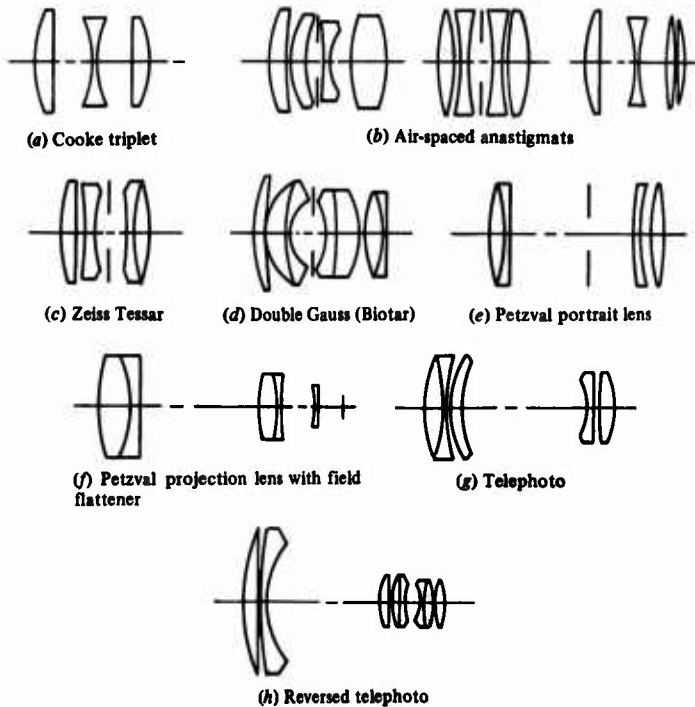 (a) Cooke triplet
(b) Air-spaced anastigmats
(c) Zeiss Tessar
(d) Double Gauss (Biotar)
(e) Petzval portrait lens
(f) Petzval projection lens with field
flattener
(g) Telephoto
(h) Reversed telephoto